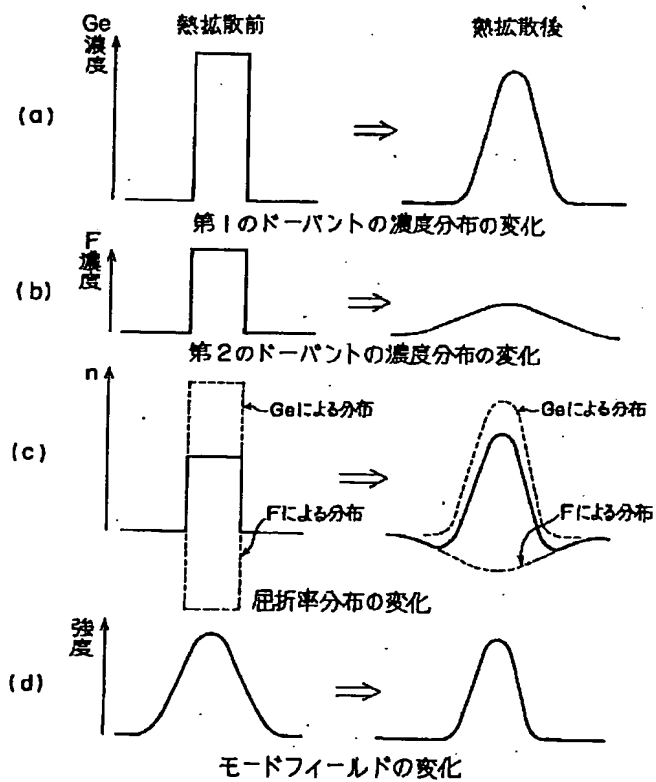 Ge
濃度
熱拡散前
熱拡散後
(a)
第1のドーパントの濃度分布の変化
F
濃度
(b)
第2のドーパントの濃度分布の変化
n
Geによる分布
Geによる分布
(c)
Fによる分布
Fによる分布
屈折率分布の変化
強度
(d)
モードフィールドの変化